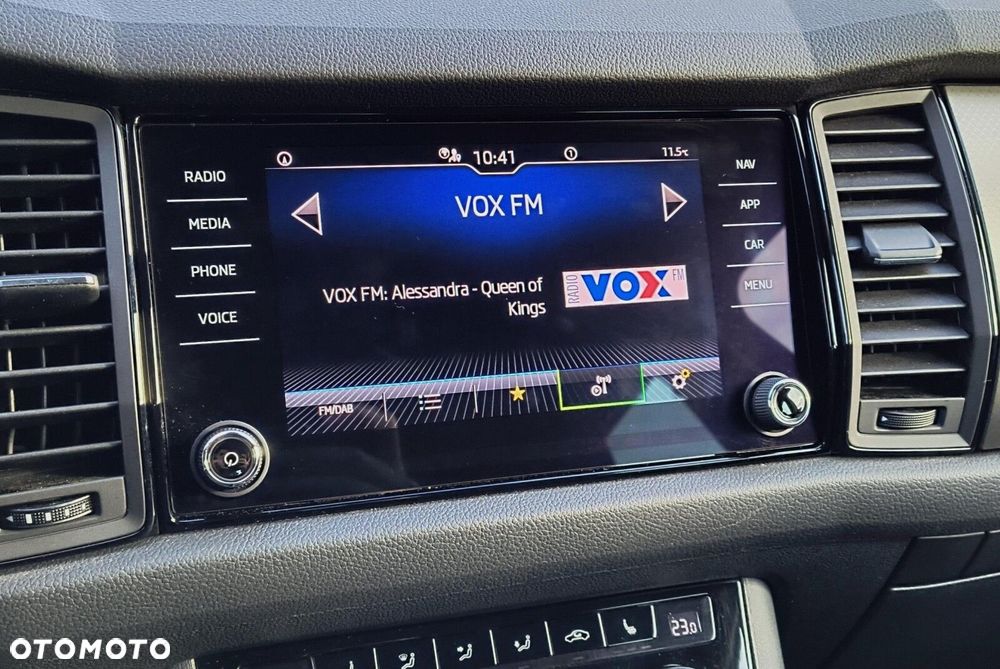 10:41
1
11.5°C
RADIO
MEDIA
PHONE
VOICE
VOX FM
VOX FM: Alessandra - Queen of
Kings
RADIO VOX FM
FM/DAB
NAV
APP
CAR
MENU
23.0
OTOMOTO